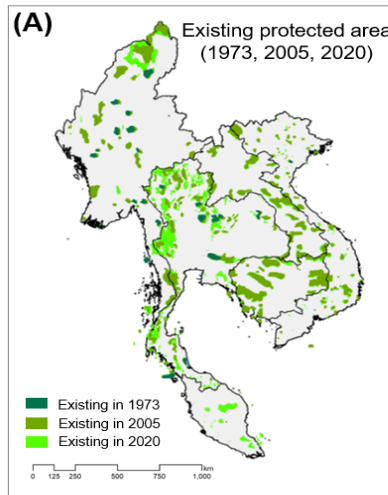 (A)
Existing protected area
(1973, 2005, 2020)
Existing in 1973
Existing in 2005
Existing in 2020
km
0 125 250 500 750 1,000